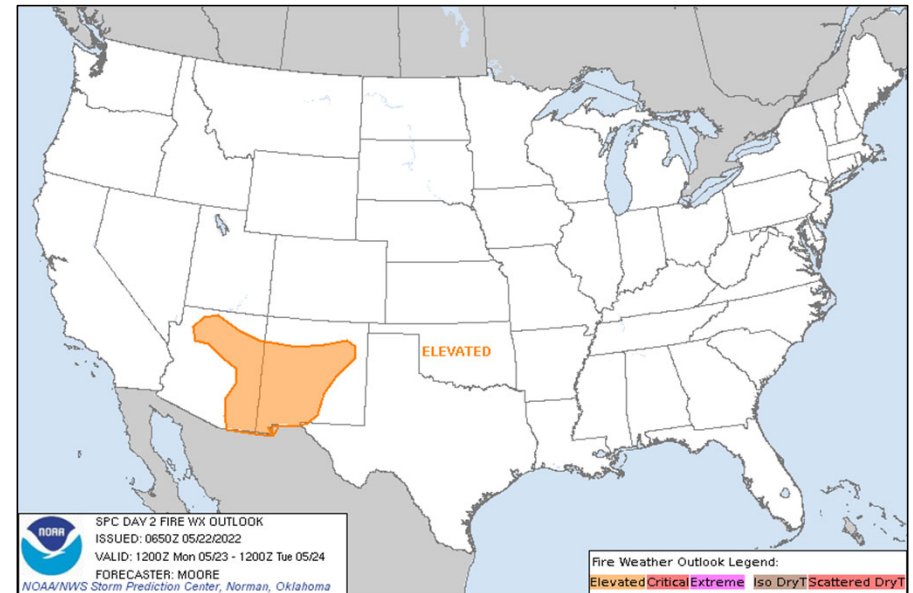 ELEVATED
NOAA
SPC DAY 2 FIRE WX OUTLOOK
ISSUED: 0650Z 05/22/2022
VALID: 1200Z Mon 05/23 - 1200Z Tue 05/24
FORECASTER: MOORE
NOAA/NWS Storm Prediction Center, Norman, Oklahoma
Fire Weather Outlook Legend:
Elevated Critical Extreme Iso DryT Scattered DryT